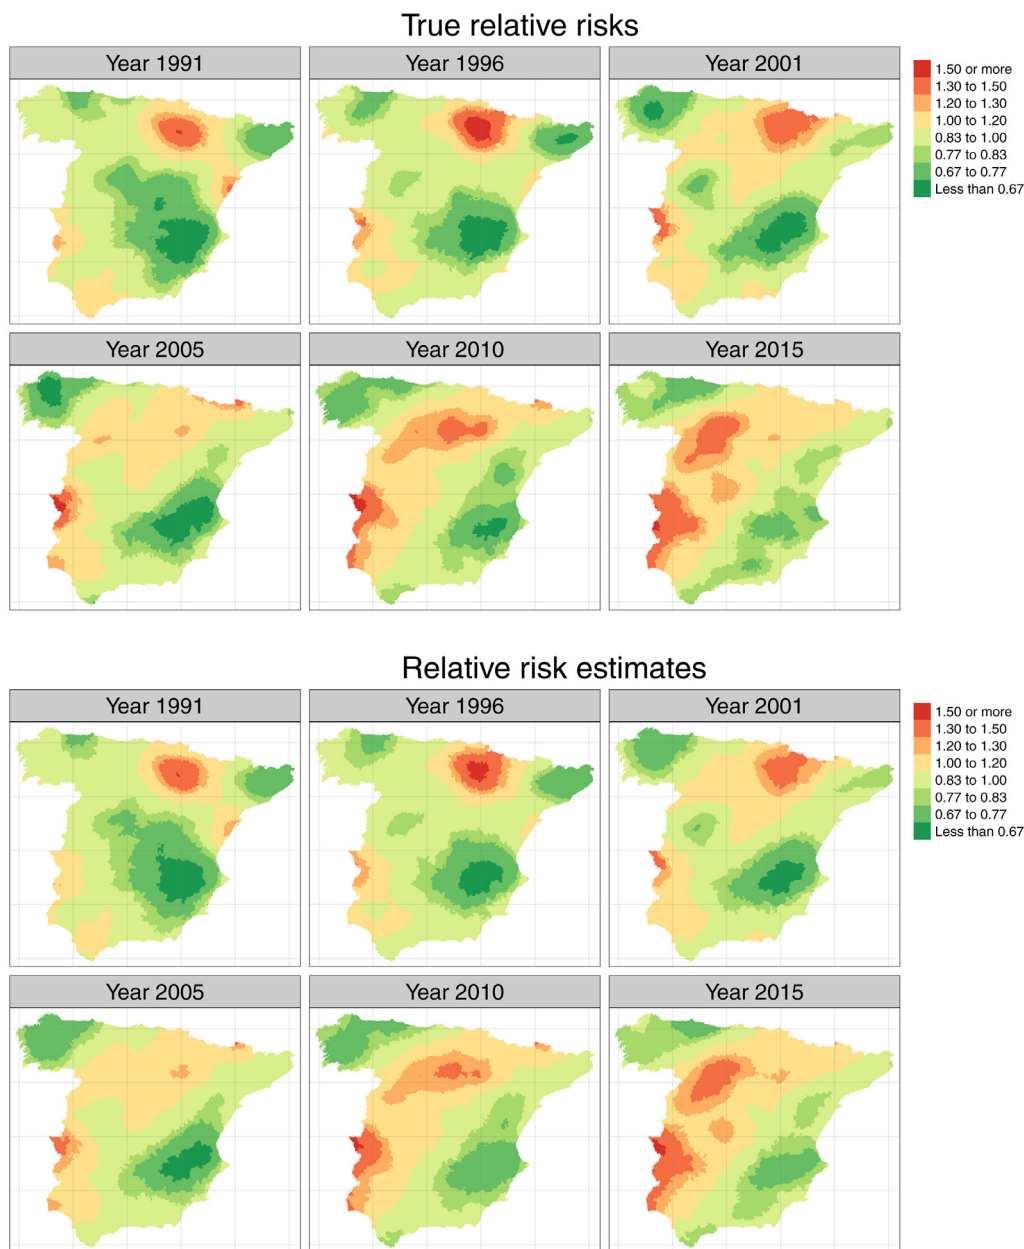 True relative risks
Year 1991
Year 1996
Year 2001
1.50 or more
1.30 to 1.50
1.20 to 1.30
1.00 to 1.20
0.83 to 1.00
0.77 to 0.83
0.67 to 0.77
Less than 0.67
Year 2005
Year 2010
Year 2015
Relative risk estimates
Year 1991
Year 1996
Year 2001
1.50 or more
1.30 to 1.50
1.20 to 1.30
1.00 to 1.20
0.83 to 1.00
0.77 to 0.83
0.67 to 0.77
Less than 0.67
Year 2005
Year 2010
Year 2015